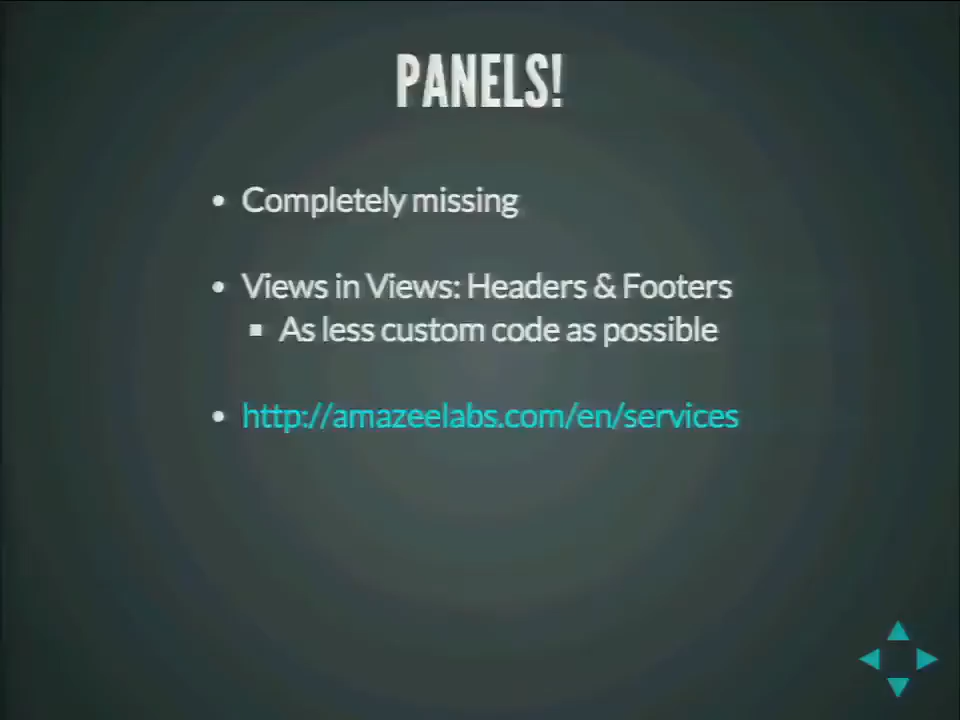 PANELS!
Completely missing
Views in Views: Headers & Footers
As less custom code as possible
http://amazeelabs.com/en/services